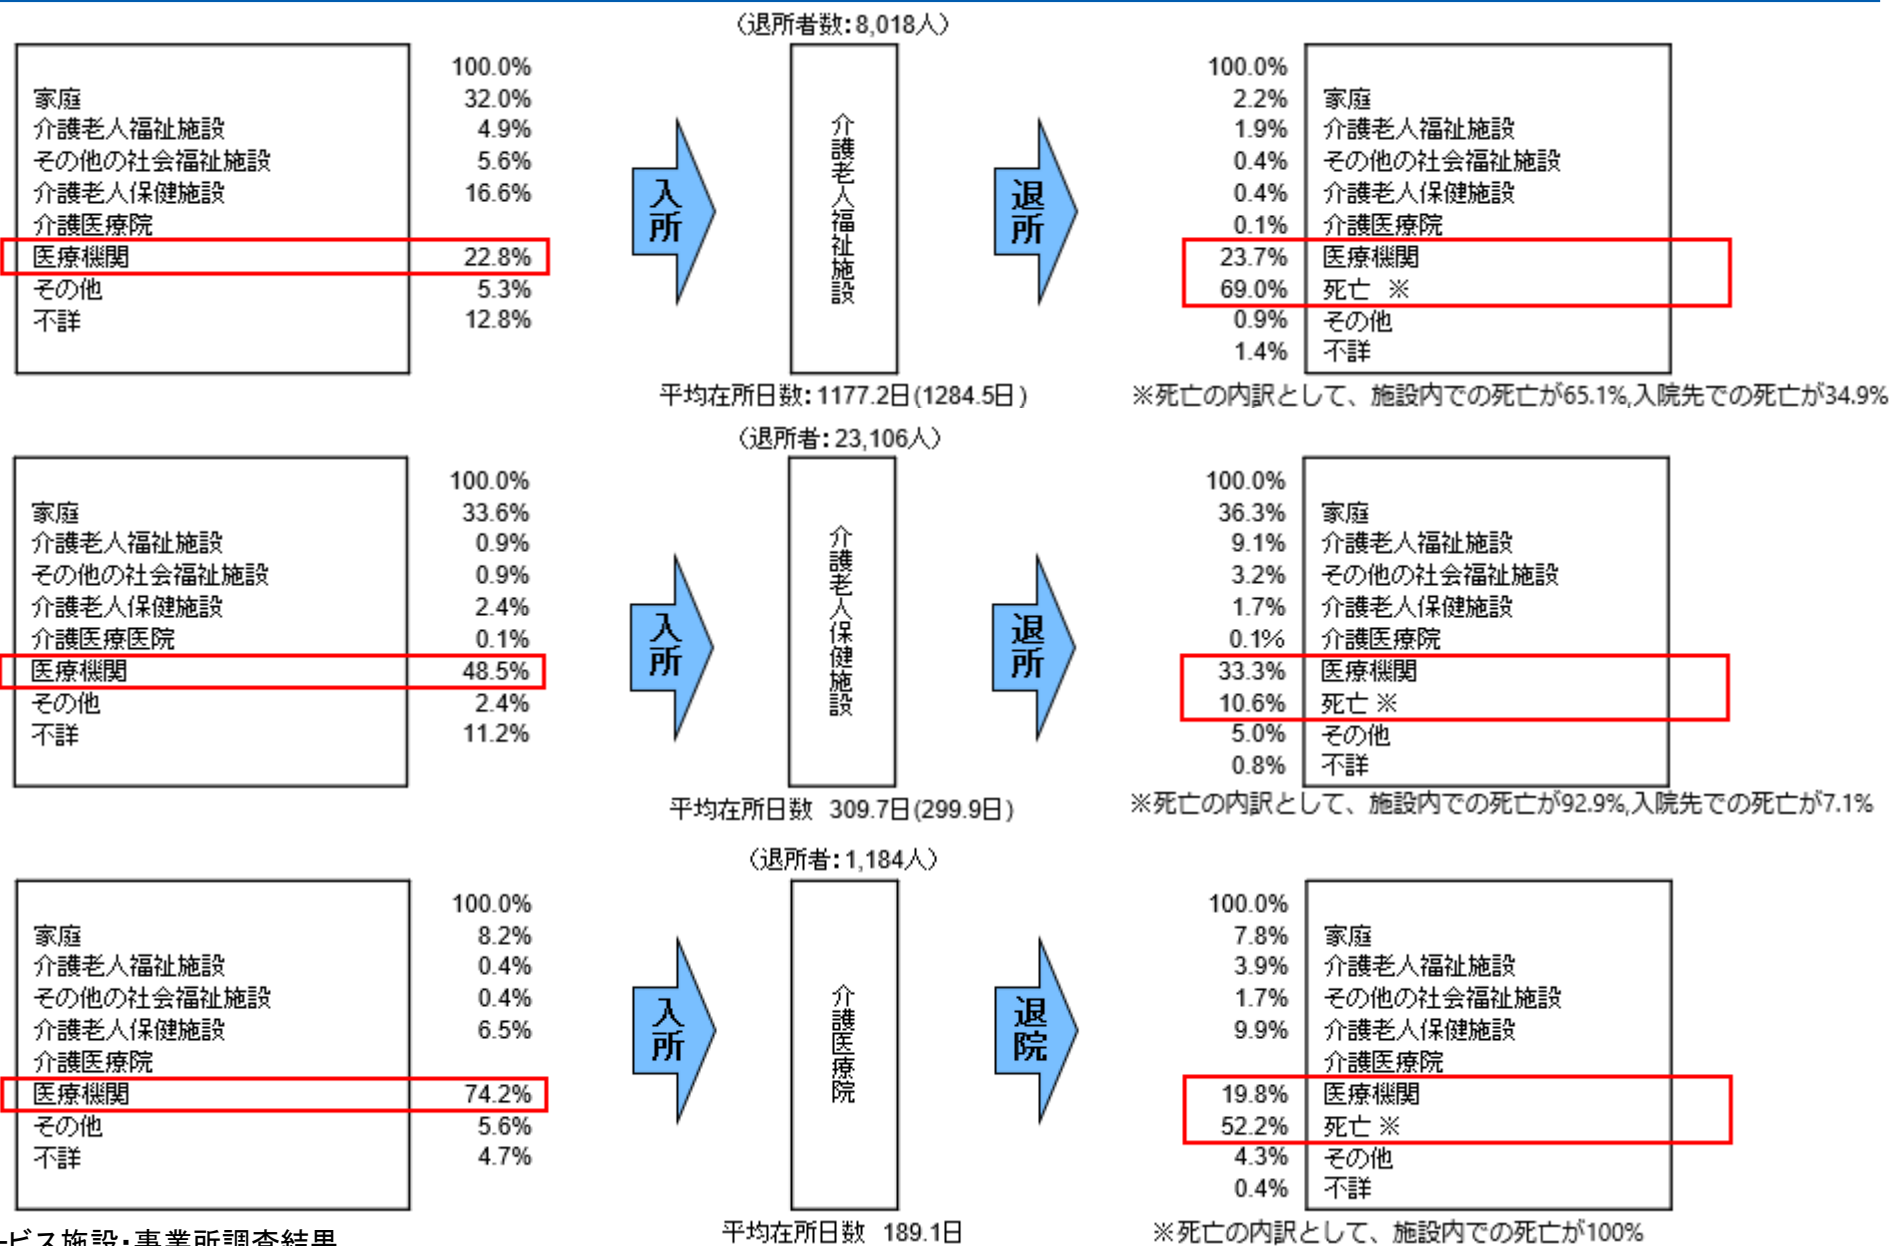 （退所者数：8,018人）
100.0%
家庭 32.0%
介護老人福祉施設 4.9%
その他の社会福祉施設 5.6%
介護老人保健施設 16.6%
介護医療院
医療機関 22.8%
その他 5.3%
不詳 12.8%
入所
介護老人福祉施設
退所
100.0%
2.2% 家庭
1.9% 介護老人福祉施設
0.4% その他の社会福祉施設
0.4% 介護老人保健施設
0.1% 介護医療院
23.7% 医療機関
69.0% 死亡 ※
0.9% その他
1.4% 不詳
平均在所日数：1177.2日(1284.5日)
※死亡の内訳として、施設内での死亡が65.1%,入院先での死亡が34.9%
（退所者：23,106人）
100.0%
家庭 33.6%
介護老人福祉施設 0.9%
その他の社会福祉施設 0.9%
介護老人保健施設 2.4%
介護医療医院 0.1%
医療機関 48.5%
その他 2.4%
不詳 11.2%
入所
介護老人保健施設
退所
100.0%
36.3% 家庭
9.1% 介護老人福祉施設
3.2% その他の社会福祉施設
1.7% 介護老人保健施設
0.1% 介護医療院
33.3% 医療機関
10.6% 死亡 ※
5.0% その他
0.8% 不詳
平均在所日数 309.7日(299.9日)
※死亡の内訳として、施設内での死亡が92.9%,入院先での死亡が7.1%
（退所者：1,184人）
100.0%
家庭 8.2%
介護老人福祉施設 0.4%
その他の社会福祉施設 0.4%
介護老人保健施設 6.5%
介護医療院
医療機関 74.2%
その他 5.6%
不詳 4.7%
入所
介護医療院
退院
100.0%
7.8% 家庭
3.9% 介護老人福祉施設
1.7% その他の社会福祉施設
9.9% 介護老人保健施設
介護医療院
19.8% 医療機関
52.2% 死亡 ※
4.3% その他
0.4% 不詳
平均在所日数 189.1日
※死亡の内訳として、施設内での死亡が100%
ービス施設・事業所調査結果